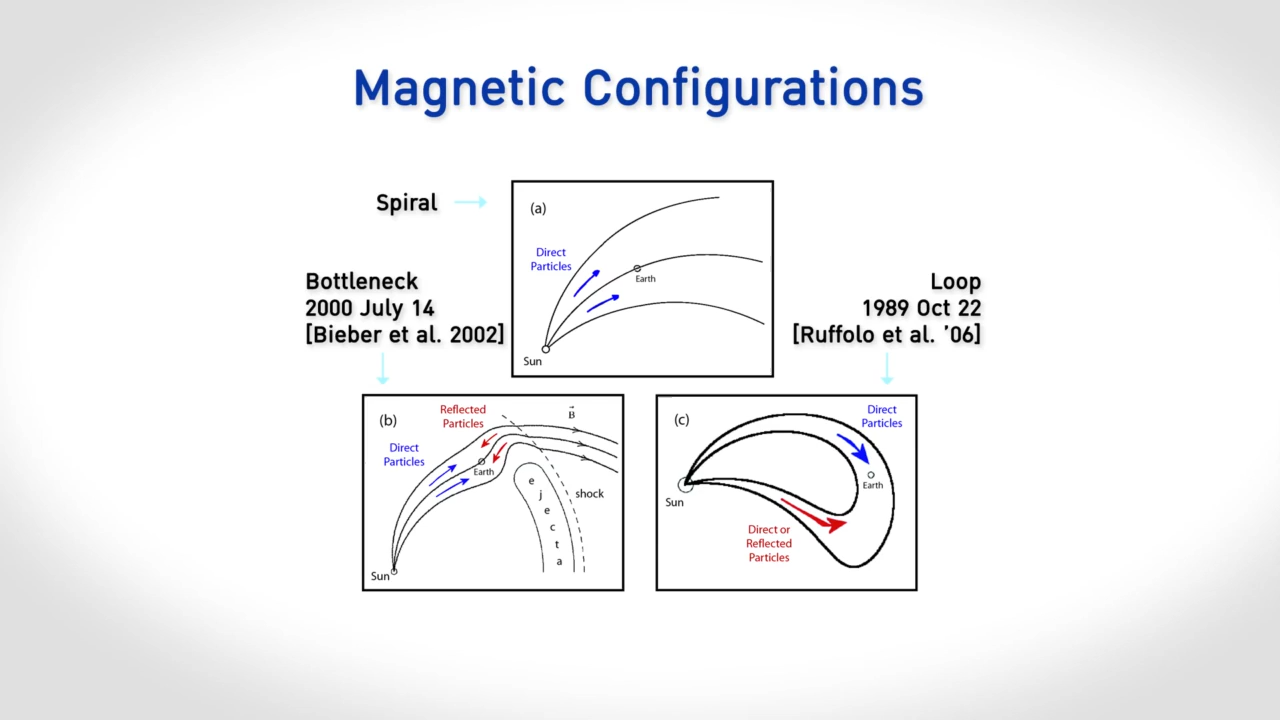 Magnetic Configurations
Spiral
(a)
Direct
Particles
Earth
Sun
Bottleneck
2000 July 14
[Bieber et al. 2002]
Loop
1989 Oct 22
[Ruffolo et al. ’06]
(b)
Reflected
Particles
B⃗
Direct
Particles
Earth
shock
e
j
e
c
t
a
Sun
(c)
Direct
Particles
Earth
Sun
Direct or
Reflected
Particles